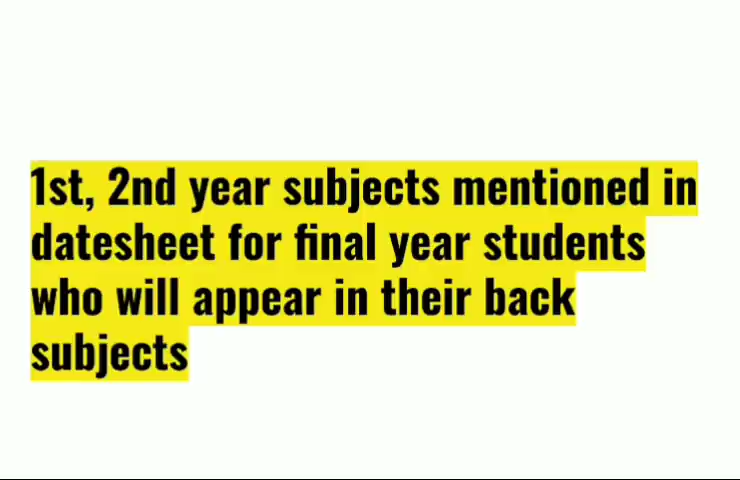 1st, 2nd year subjects mentioned in
datesheet for final year students
who will appear in their back
subjects